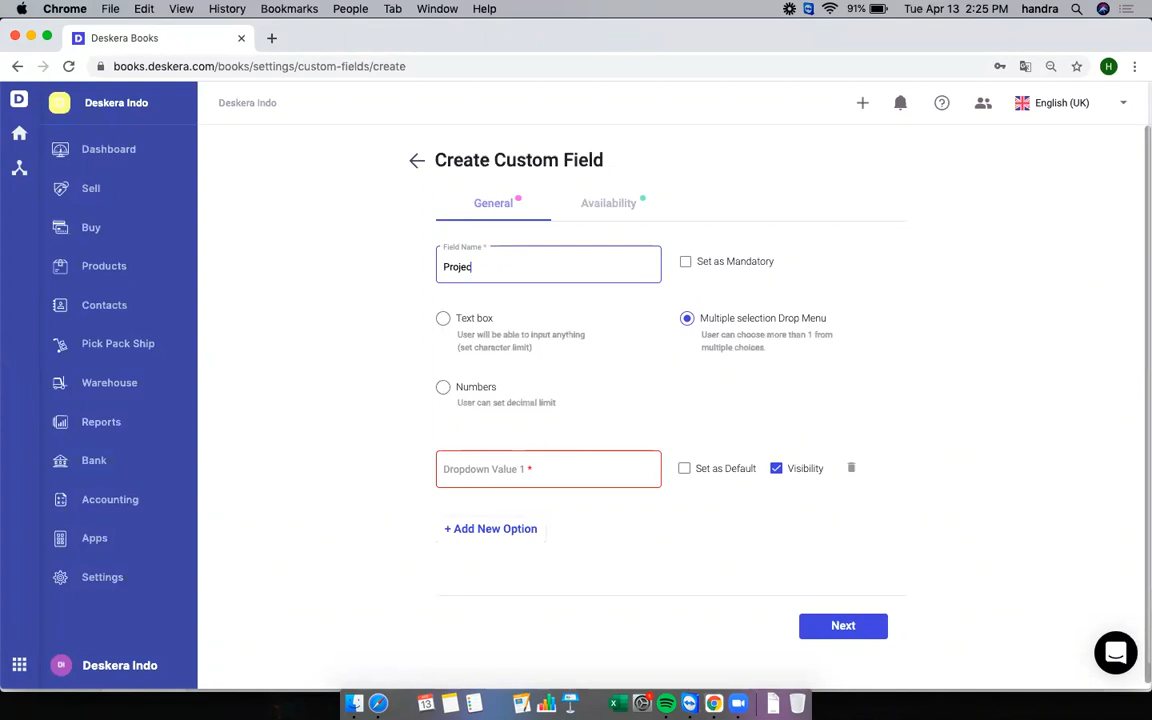 Chrome File Edit View History Bookmarks People Tab Window Help 91% Tue Apr 13 2:25 PM handra
Deskera Books
books.deskera.com/books/settings/custom-fields/create H
Deskera Indo Deskera Indo English (UK)
Create Custom Field
Dashboard
General Availability
Sell
Field Name *
Buy
Projec Set as Mandatory
Products
Contacts
Text box Multiple selection Drop Menu
User will be able to input anything User can choose more than 1 from
(set character limit) multiple choices.
Pick Pack Ship
Warehouse
Numbers
User can set decimal limit
Reports
Bank
Dropdown Value 1 * Set as Default Visibility
Accounting
+ Add New Option
Apps
Settings
Next
DI Deskera Indo
13